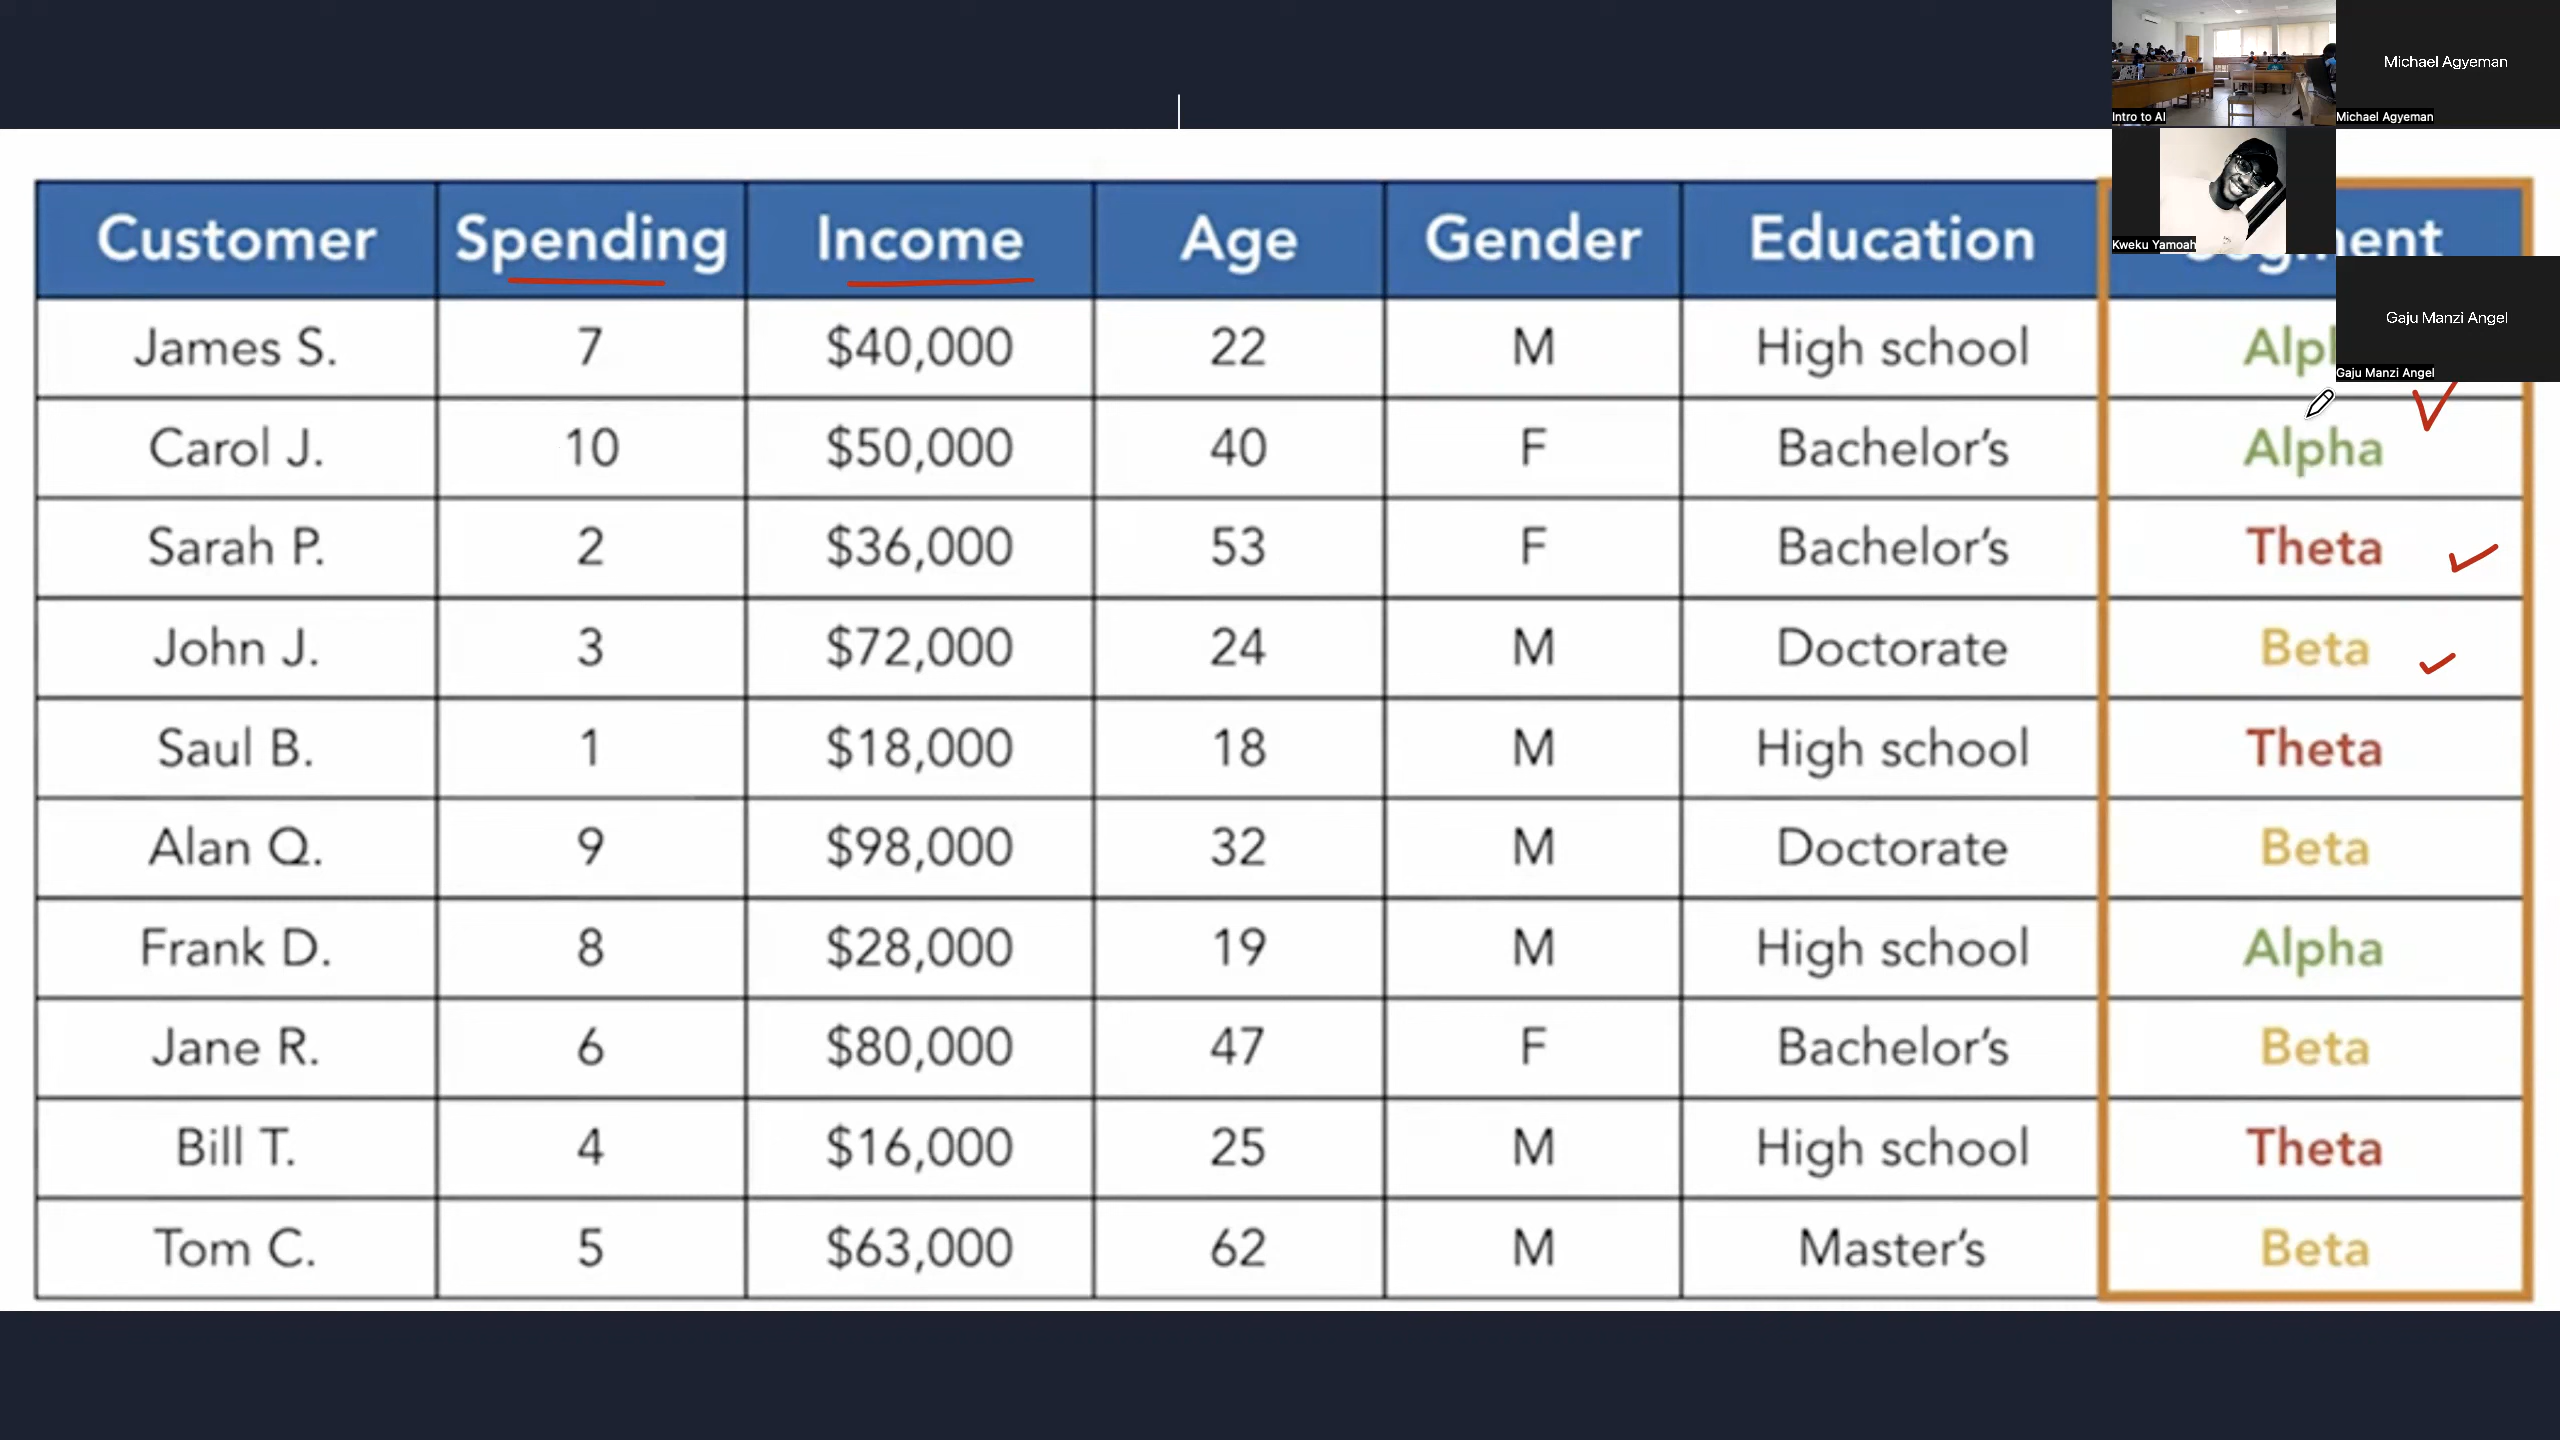 Intro to AI
Michael Agyeman
Michael Agyeman
Kweku Yamoah
Gaju Manzi Angel
Gaju Manzi Angel
Customer Spending Income Age Gender Education
James S. 7 $40,000 22 M High school
Carol J. 10 $50,000 40 F Bachelor’s Alpha
Sarah P. 2 $36,000 53 F Bachelor’s Theta
John J. 3 $72,000 24 M Doctorate Beta
Saul B. 1 $18,000 18 M High school Theta
Alan Q. 9 $98,000 32 M Doctorate Beta
Frank D. 8 $28,000 19 M High school Alpha
Jane R. 6 $80,000 47 F Bachelor’s Beta
Bill T. 4 $16,000 25 M High school Theta
Tom C. 5 $63,000 62 M Master’s Beta